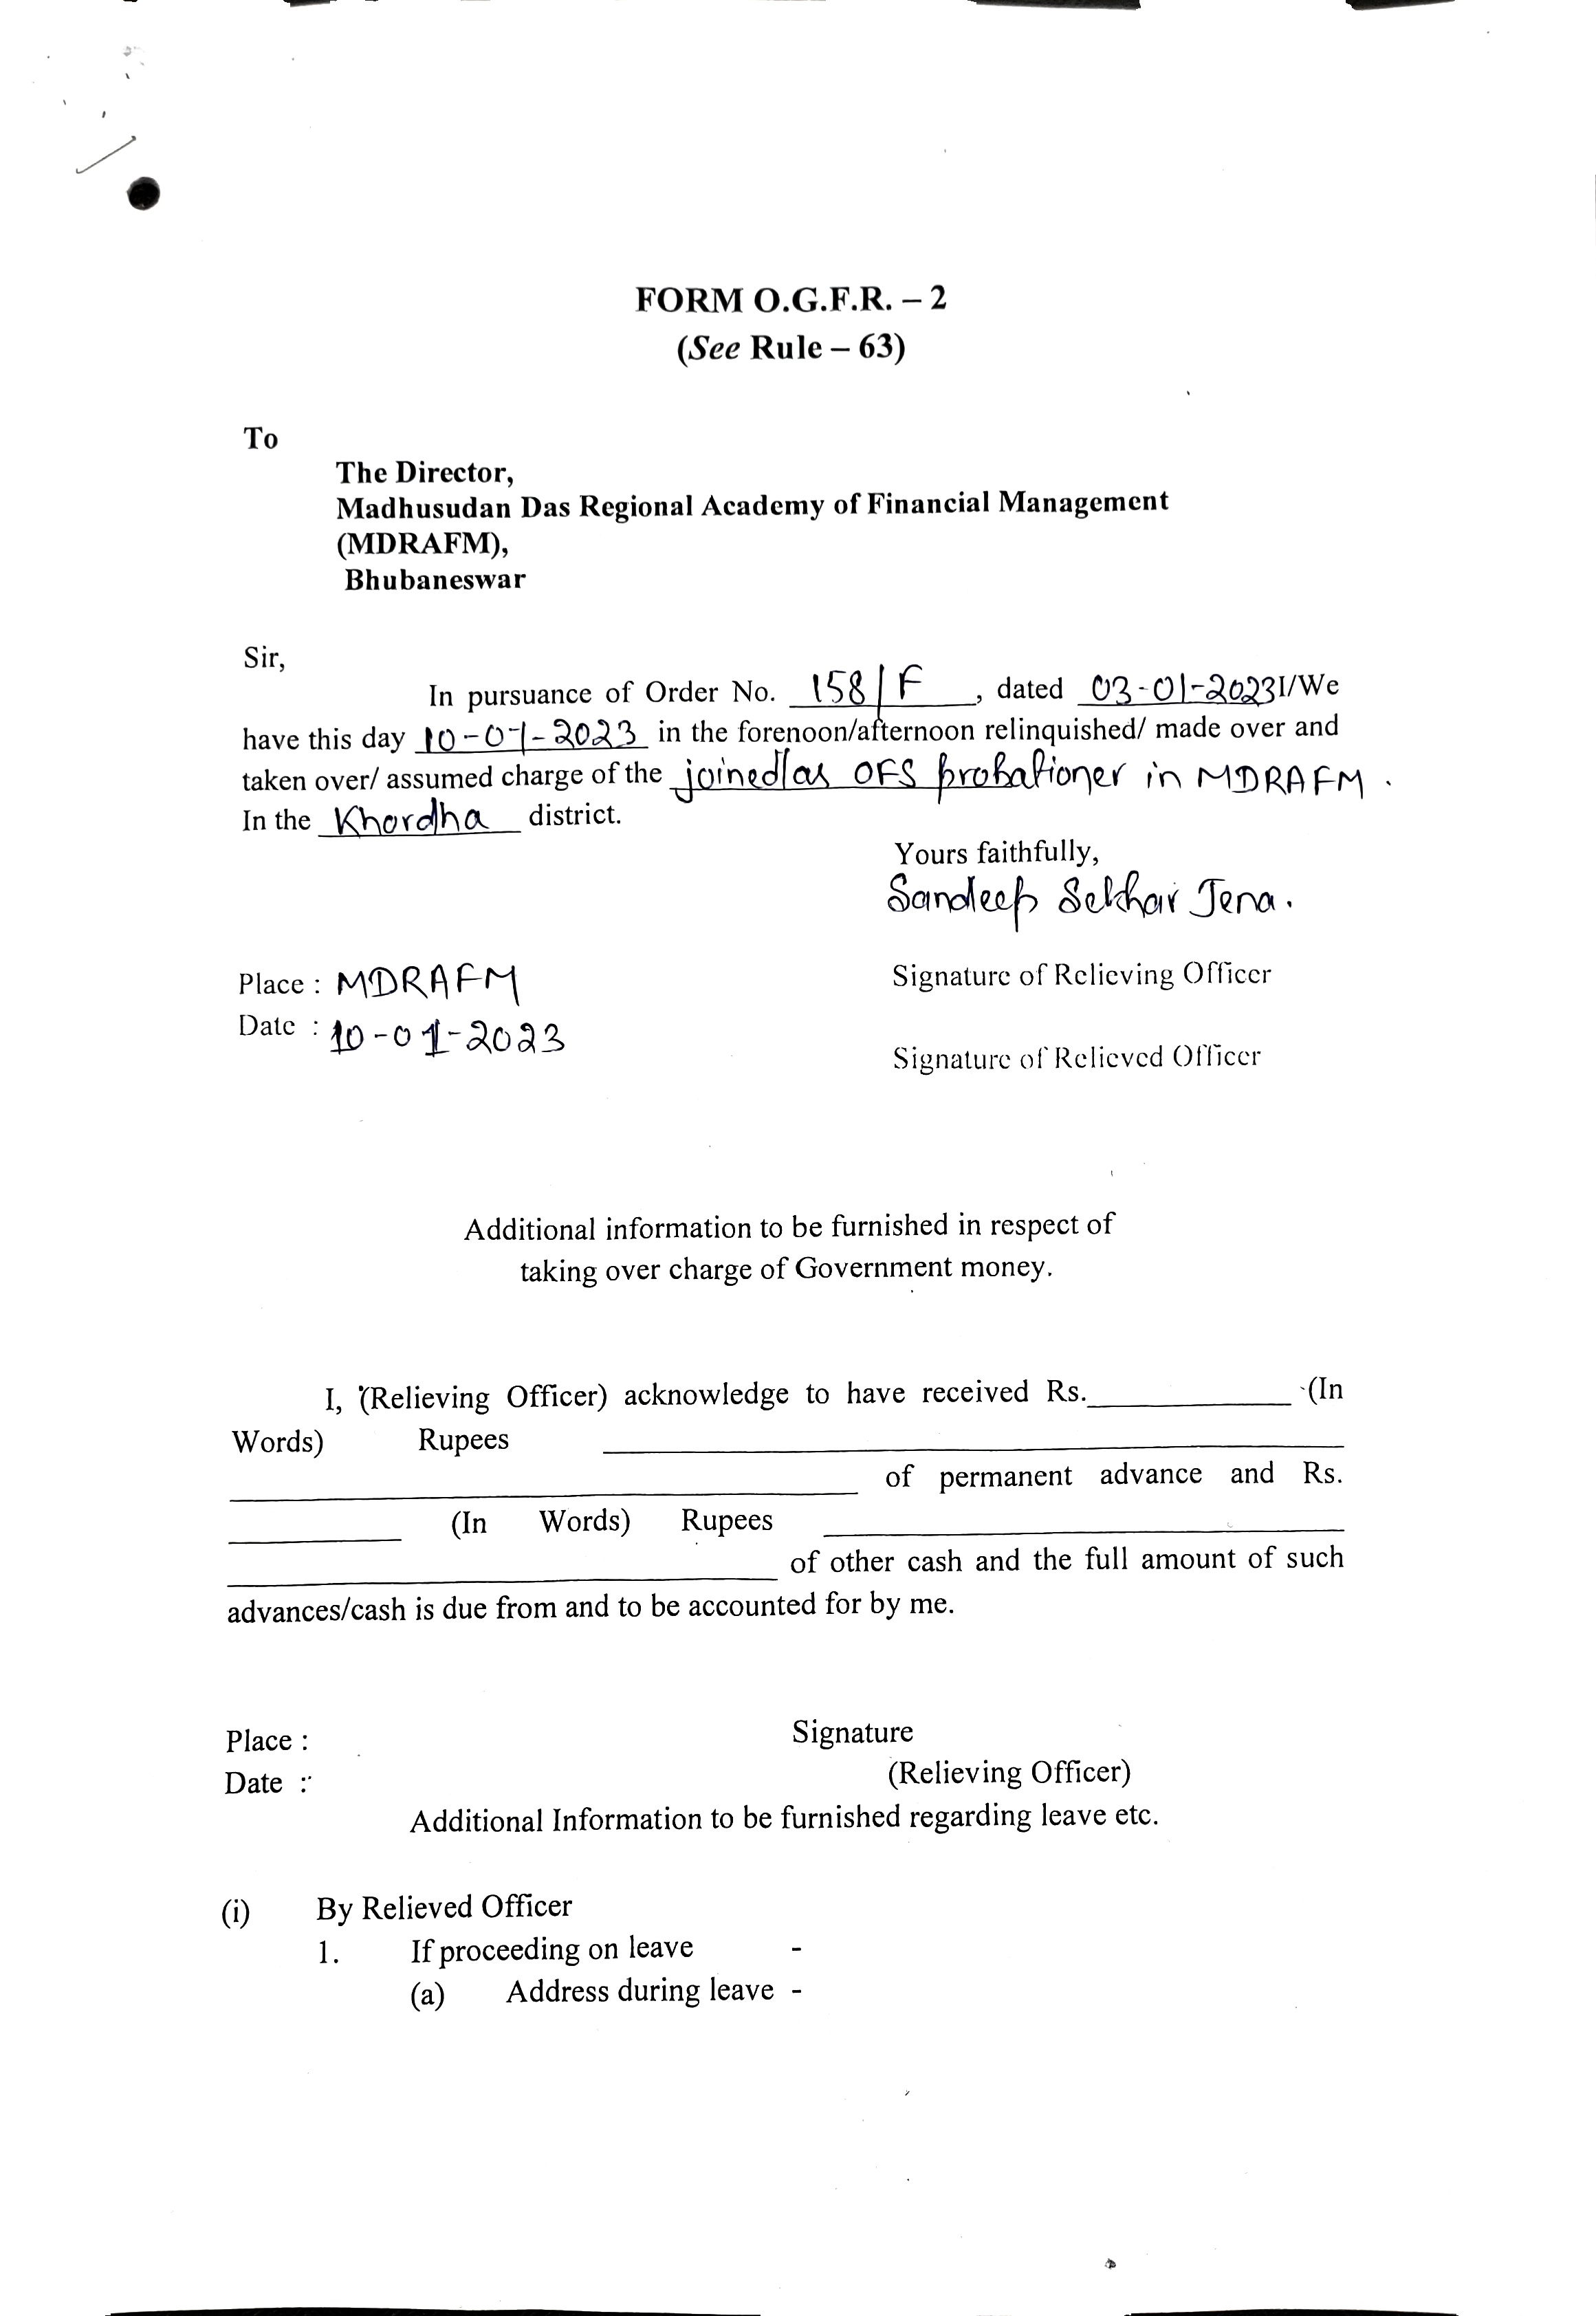 FORM O.G.F.R. – 2
(See Rule – 63)
To
The Director,
Madhusudan Das Regional Academy of Financial Management
(MDRAFM),
Bhubaneswar
Sir,
In pursuance of Order No. 158/F, dated 03-01-2023 I/We
have this day 10-01-2023 in the forenoon/afternoon relinquished/ made over and
taken over/ assumed charge of the joined/as OFS probationer in MDRAFM.
In the Khordha district.
Yours faithfully,
Sandeep Sekhar Jena.
Place : MDRAFM
Signature of Relieving Officer
Date : 10-01-2023
Signature of Relieved Officer
Additional information to be furnished in respect of
taking over charge of Government money.
I, (Relieving Officer) acknowledge to have received Rs.____________ (In
Words) Rupees ____________
____________ of permanent advance and Rs.
____________ (In Words) Rupees ____________
____________ of other cash and the full amount of such
advances/cash is due from and to be accounted for by me.
Place :
Signature
Date :
(Relieving Officer)
Additional Information to be furnished regarding leave etc.
(i) By Relieved Officer
1. If proceeding on leave -
(a) Address during leave -